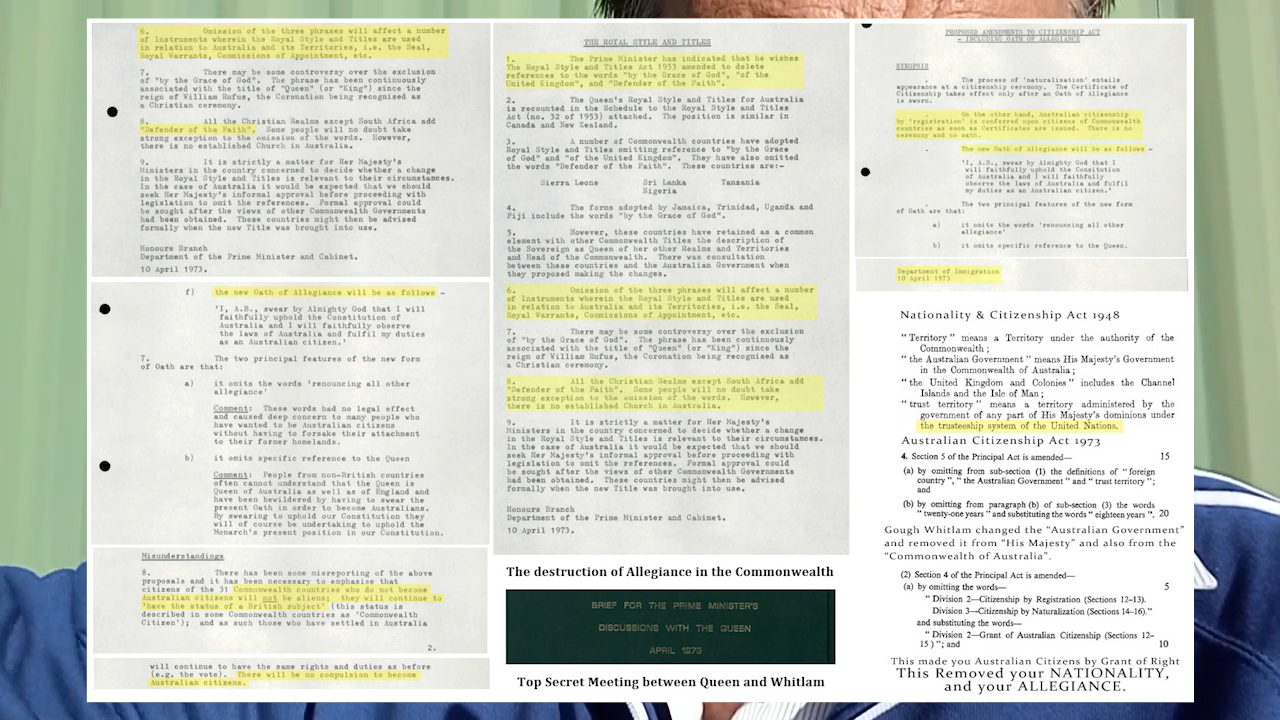 6. Omission of the three phrases will affect a number
of Instruments wherein the Royal Style and Titles are used
in relation to Australia and its Territories, i.e. the Seal,
Royal Warrants, Commissions of Appointment, etc.
7. There may be some controversy over the exclusion
of "by the Grace of God". The phrase has been continuously
associated with the title of "Queen" (or "King") since the
reign of William Rufus, the Coronation being recognised as
a Christian ceremony.
8. All the Christian Realms except South Africa add
"Defender of the Faith". Some people will no doubt take
strong exception to the omission of the words. However,
there is no established Church in Australia.
9. It is strictly a matter for Her Majesty's
Ministers in the country concerned to decide whether a change
in the Royal Style and Titles is relevant to their circumstances.
In the case of Australia it would be expected that we should
seek Her Majesty's informal approval before proceeding with
legislation to omit the references. Formal approval could
be sought after the views of other Commonwealth Governments
had been obtained. These countries might then be advised
formally when the new Title was brought into use.
Honours Branch
Department of the Prime Minister and Cabinet.
10 April 1973.
f) the new Oath of Allegiance will be as follows -
'I, A.B., swear by Almighty God that I will
faithfully uphold the Constitution of
Australia and I will faithfully observe
the laws of Australia and fulfil my duties
as an Australian citizen.'
7. The two principal features of the new form
of Oath are that:
a) it omits the words 'renouncing all other
allegiance'
Comment: These words had no legal effect
and caused deep concern to many people who
have wanted to be Australian citizens
without having to forsake their attachment
to their former homelands.
b) it omits specific reference to the Queen
Comment: People from non-British countries
often cannot understand that the Queen is
Queen of Australia as well as of England and
have been bewildered by having to swear the
present Oath in order to become Australians.
By swearing to uphold our Constitution they
will of course be undertaking to uphold the
Monarch's present position in our Constitution.
Misunderstandings
8. There has been some misreporting of the above
proposals and it has been necessary to emphasise that
citizens of the 31 Commonwealth countries who do not become
Australian citizens will not be aliens; they will continue to
'have the status of a British subject' (this status is
described in some Commonwealth countries as 'Commonwealth
Citizen'); and as such those who have settled in Australia
2.
will continue to have the same rights and duties as before
(e.g. the vote). There will be no compulsion to become
Australian citizens.
THE ROYAL STYLE AND TITLES
1. The Prime Minister has indicated that he wishes
The Royal Style and Titles Act 1953 amended to delete
references to the words "by the Grace of God", "of the
United Kingdom", and "Defender of the Faith".
2. The Queen's Royal Style and Titles for Australia
is recounted in the Schedule to the Royal Style and Titles
Act (no. 32 of 1953) attached. The position is similar in
Canada and New Zealand.
3. A number of Commonwealth countries have adopted
Royal Style and Titles omitting reference to "by the Grace
of God" and "of the United Kingdom". They have also omitted
the words "Defender of the Faith". These countries are:-
Sierra Leone Sri Lanka Tanzania
Nigeria
4. The forms adopted by Jamaica, Trinidad, Uganda and
Fiji include the words "by the Grace of God".
5. However, these countries have retained as a common
element with other Commonwealth Titles the description of
the Sovereign as Queen of her other Realms and Territories
and Head of the Commonwealth. There was consultation
between these countries and the Australian Government when
they proposed making the changes.
6. Omission of the three phrases will affect a number
of Instruments wherein the Royal Style and Titles are used
in relation to Australia and its Territories, i.e. the Seal,
Royal Warrants, Commissions of Appointment, etc.
7. There may be some controversy over the exclusion
of "by the Grace of God". The phrase has been continuously
associated with the title of "Queen" (or "King") since the
reign of William Rufus, the Coronation being recognised as
a Christian ceremony.
8. All the Christian Realms except South Africa add
"Defender of the Faith". Some people will no doubt take
strong exception to the omission of the words. However,
there is no established Church in Australia.
9. It is strictly a matter for Her Majesty's
Ministers in the country concerned to decide whether a change
in the Royal Style and Titles is relevant to their circumstances.
In the case of Australia it would be expected that we should
seek Her Majesty's informal approval before proceeding with
legislation to omit the references. Formal approval could
be sought after the views of other Commonwealth Governments
had been obtained. These countries might then be advised
formally when the new Title was brought into use.
Honours Branch
Department of the Prime Minister and Cabinet.
10 April 1973.
The destruction of Allegiance in the Commonwealth
BRIEF FOR THE PRIME MINISTER'S
DISCUSSIONS WITH THE QUEEN
APRIL 1973
Top Secret Meeting between Queen and Whitlam
PROPOSED AMENDMENTS TO CITIZENSHIP ACT
- INCLUDING OATH OF ALLEGIANCE
SYNOPSIS
. The process of 'naturalisation' entails
appearance at a citizenship ceremony. The Certificate of
Citizenship takes effect only after an Oath of Allegiance
is sworn.
. On the other hand, Australian citizenship
by 'registration' is conferred upon citizens of Commonwealth
countries as soon as Certificates are issued. There is no
ceremony and no oath.
. The new Oath of Allegiance will be as follows -
'I, A.B., swear by Almighty God that I
will faithfully uphold the Constitution
of Australia and I will faithfully
observe the laws of Australia and fulfil
my duties as an Australian citizen.'
. The two principal features of the new form
of Oath are that:
a) it omits the words 'renouncing all other
allegiance'
b) it omits specific reference to the Queen.
Department of Immigration
10 April 1973
Nationality & Citizenship Act 1948
"Territory" means a Territory under the authority of the
Commonwealth;
"the Australian Government" means His Majesty's Government
in the Commonwealth of Australia;
"the United Kingdom and Colonies" includes the Channel
Islands and the Isle of Man;
"trust territory" means a territory administered by the
government of any part of His Majesty's dominions under
the trusteeship system of the United Nations.
Australian Citizenship Act 1973
4. Section 5 of the Principal Act is amended— 15
(a) by omitting from sub-section (1) the definitions of "foreign
country", "the Australian Government" and "trust territory";
and
(b) by omitting from paragraph (b) of sub-section (3) the words
"twenty-one years" and substituting the words "eighteen years". 20
Gough Whitlam changed the "Australian Government"
and removed it from "His Majesty" and also from the
"Commonwealth of Australia".
(2) Section 4 of the Principal Act is amended—
(a) by omitting the words— 5
"Division 2—Citizenship by Registration (Sections 12–13).
Division 3—Citizenship by Naturalization (Sections 14–16)."
and substituting the words—
"Division 2—Grant of Australian Citizenship (Sections 12–
15)"; and 10
This made you Australian Citizens by Grant of Right
This Removed your NATIONALITY,
and your ALLEGIANCE.